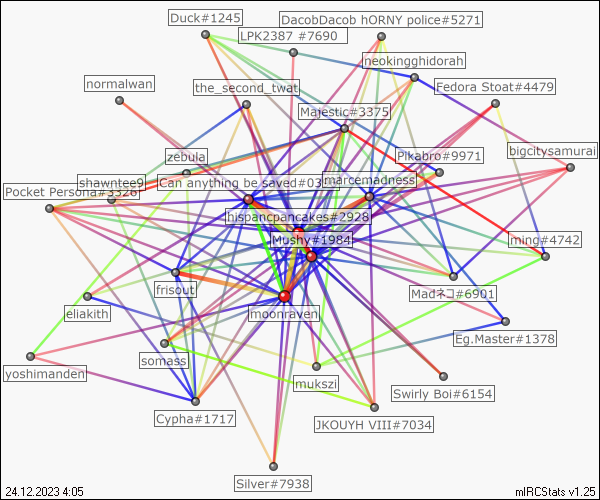 Duck#1245
DacobDacob hORNY police#5271
LPK2387 #7690
neokingghidorah
normalwan
the_second_twat
Fedora Stoat#4479
Majestic#3375
bigcitysamurai
zebula
Pikabro#9971
shawntee9
Can anything be saved#03
marcemadness
Pocket Persona#3326
hispancpancakes#2928
Mushy#1984
ming#4742
frisout
Madネコ#6901
eliakith
moonraven
Eg.Master#1378
somass
yoshimanden
mukszi
Swirly Boi#6154
Cypha#1717
JKOUYH VIII#7034
Silver#7938
24.12.2023 4:05
mIRCStats v1.25